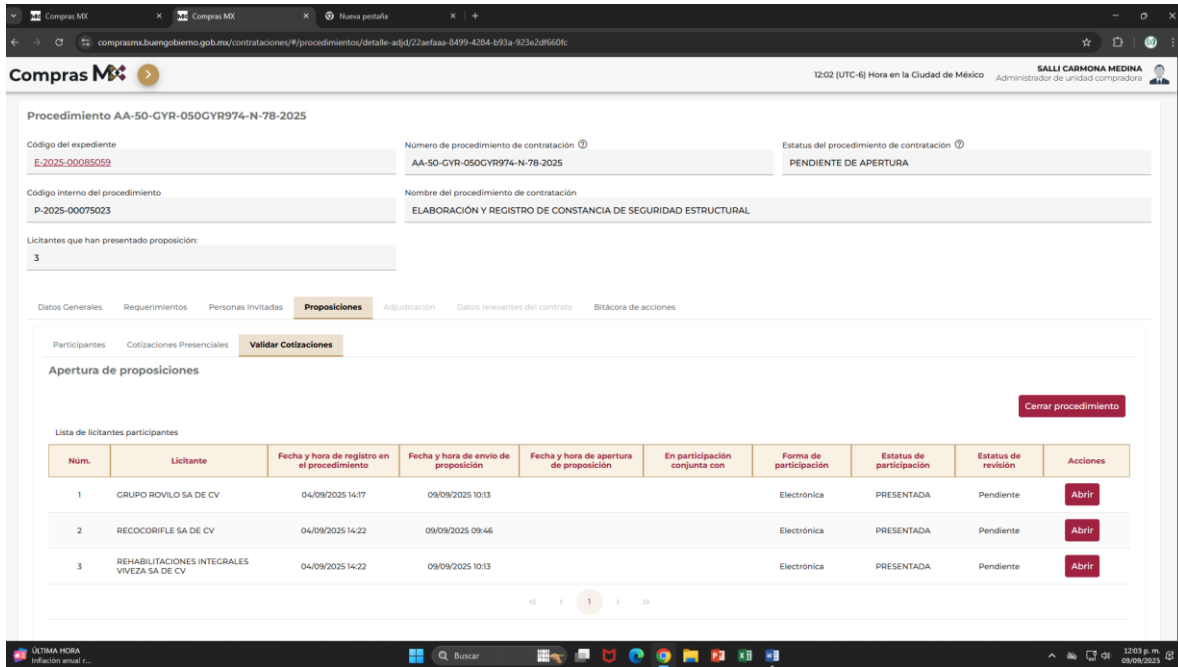 Compras MX
Compras MX
Nueva pestaña
comprasmx.buengobierno.gob.mx/contrataciones/#/procedimientos/detalle-adjd/22aefaaa-8499-4284-b93a-923e2df660fc
Compras MX
12:02 (UTC-6) Hora en la Ciudad de México
SALLI CARMONA MEDINA
Administrador de unidad compradora
Procedimiento AA-50-GYR-050GYR974-N-78-2025
Código del expediente
E-2025-00085059
Número de procedimiento de contratación
AA-50-GYR-050GYR974-N-78-2025
Estatus del procedimiento de contratación
PENDIENTE DE APERTURA
Código interno del procedimiento
P-2025-00075023
Nombre del procedimiento de contratación
ELABORACIÓN Y REGISTRO DE CONSTANCIA DE SEGURIDAD ESTRUCTURAL
Licitantes que han presentado proposición:
3
Datos Generales Requerimientos Personas Invitadas Proposiciones Adjudicación Datos relevantes del contrato Bitácora de acciones
Participantes Cotizaciones Presenciales Validar Cotizaciones
Apertura de proposiciones
Cerrar procedimiento
Lista de licitantes participantes
Núm. Licitante Fecha y hora de registro en el procedimiento Fecha y hora de envío de proposición Fecha y hora de apertura de proposición En participación conjunta con Forma de participación Estatus de participación Estatus de revisión Acciones
1 GRUPO ROVILO SA DE CV 04/09/2025 14:17 09/09/2025 10:13 Electrónica PRESENTADA Pendiente Abrir
2 RECOCORIFLE SA DE CV 04/09/2025 14:22 09/09/2025 09:46 Electrónica PRESENTADA Pendiente Abrir
3 REHABILITACIONES INTEGRALES VIVEZA SA DE CV 04/09/2025 14:22 09/09/2025 10:13 Electrónica PRESENTADA Pendiente Abrir
1
ÚLTIMA HORA
Inflación anual r...
Buscar
12:03 p. m.
09/09/2025